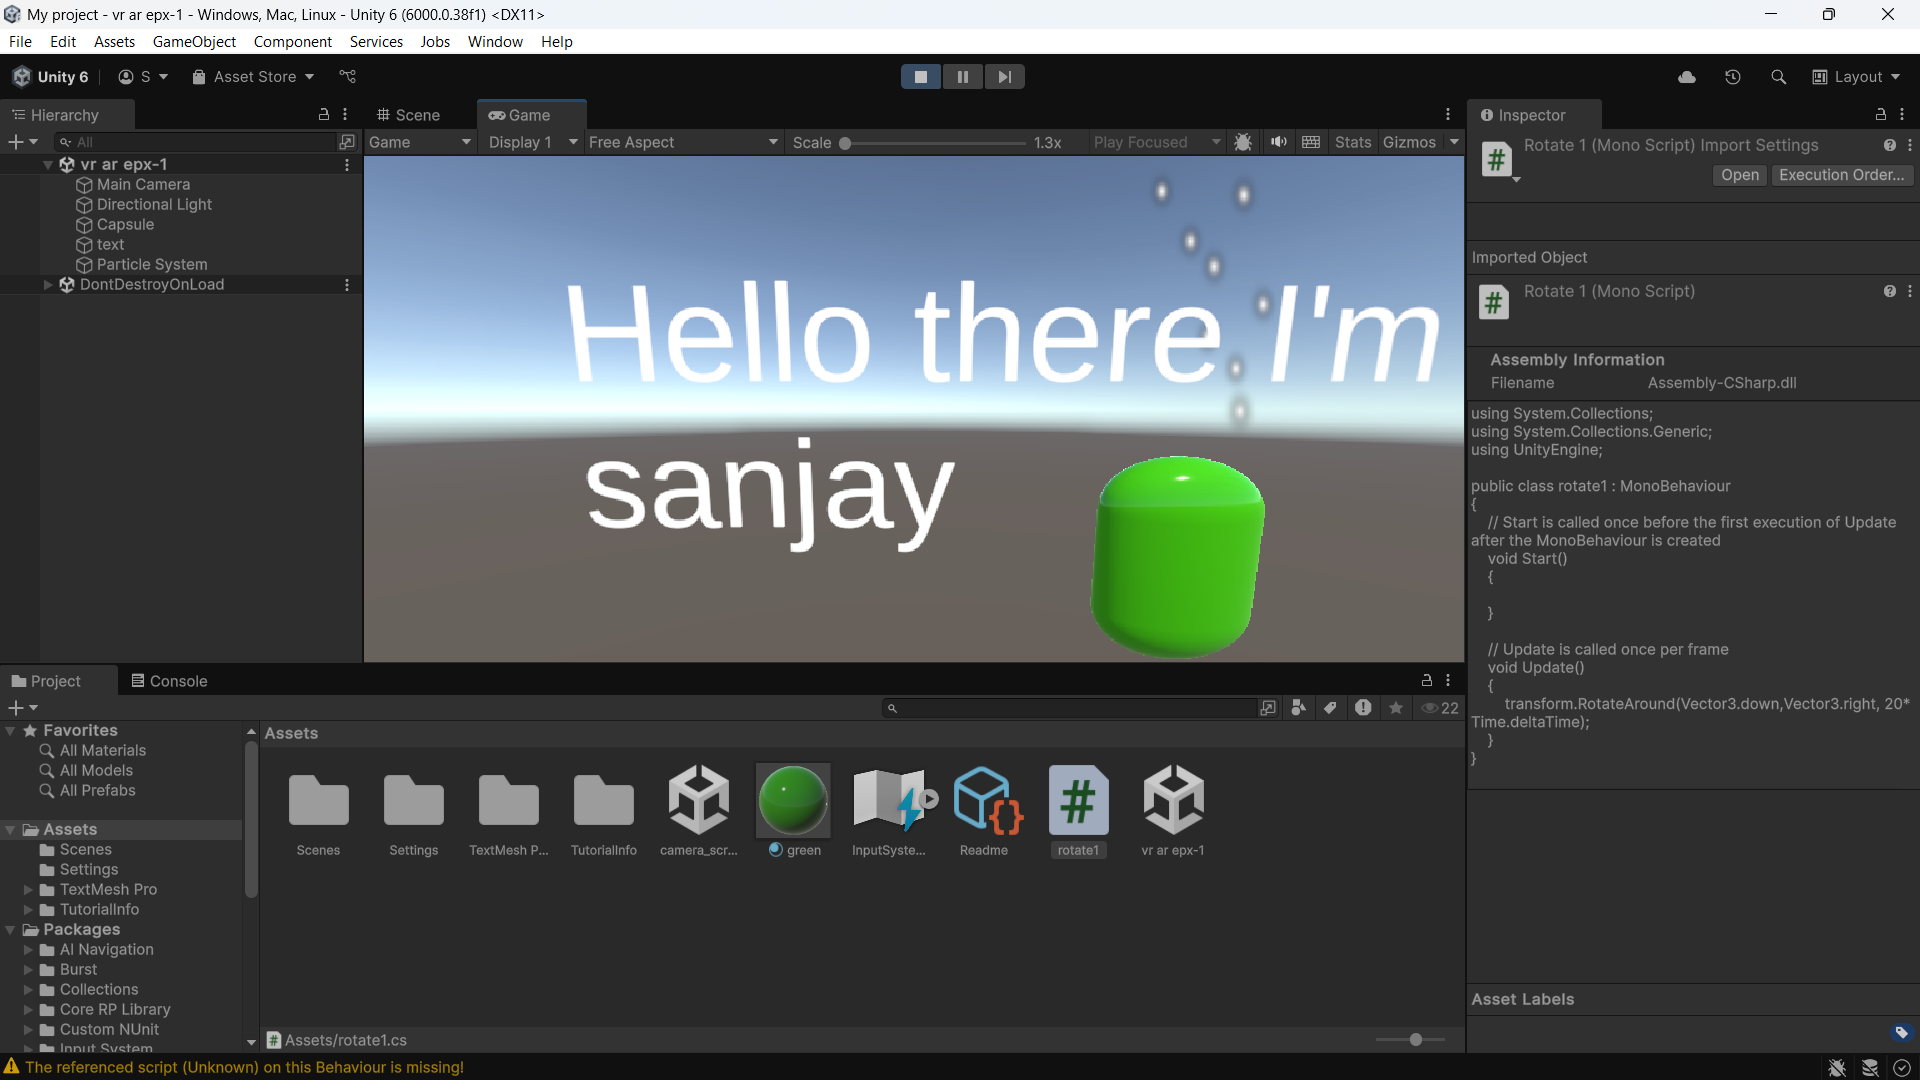 My project - vr ar epx-1 - Windows, Mac, Linux - Unity 6 (6000.0.38f1) <DX11>
File Edit Assets GameObject Component Services Jobs Window Help
Unity 6 S Asset Store Layout
Hierarchy
All
vr ar epx-1
Main Camera
Directional Light
Capsule
text
Particle System
DontDestroyOnLoad
Scene Game
Game Display 1 Free Aspect Scale 1.3x Play Focused Stats Gizmos
Hello there I'm
sanjay
Inspector
Rotate 1 (Mono Script) Import Settings
Open Execution Order...
Imported Object
Rotate 1 (Mono Script)
Assembly Information
Filename Assembly-CSharp.dll
using System.Collections;
using System.Collections.Generic;
using UnityEngine;
public class rotate1 : MonoBehaviour
{
// Start is called once before the first execution of Update
after the MonoBehaviour is created
void Start()
{
}
// Update is called once per frame
void Update()
{
transform.RotateAround(Vector3.down,Vector3.right, 20*
Time.deltaTime);
}
}
Asset Labels
Project Console
22
Favorites
All Materials
All Models
All Prefabs
Assets
Scenes
Settings
TextMesh Pro
TutorialInfo
Packages
AI Navigation
Burst
Collections
Core RP Library
Custom NUnit
Input System
Assets
Scenes Settings TextMesh P... TutorialInfo camera_scr... green InputSyste... Readme rotate1 vr ar epx-1
Assets/rotate1.cs
The referenced script (Unknown) on this Behaviour is missing!